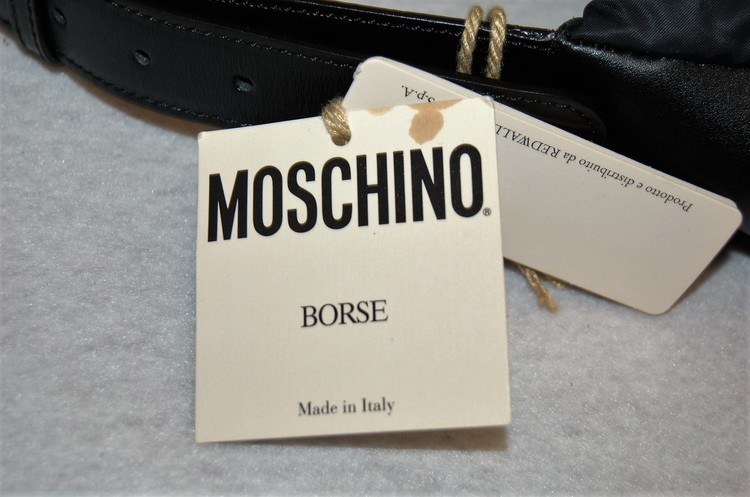 MOSCHINO®
BORSE
Made in Italy
Prodotto e distribuito da REDWALL
S.p.A.